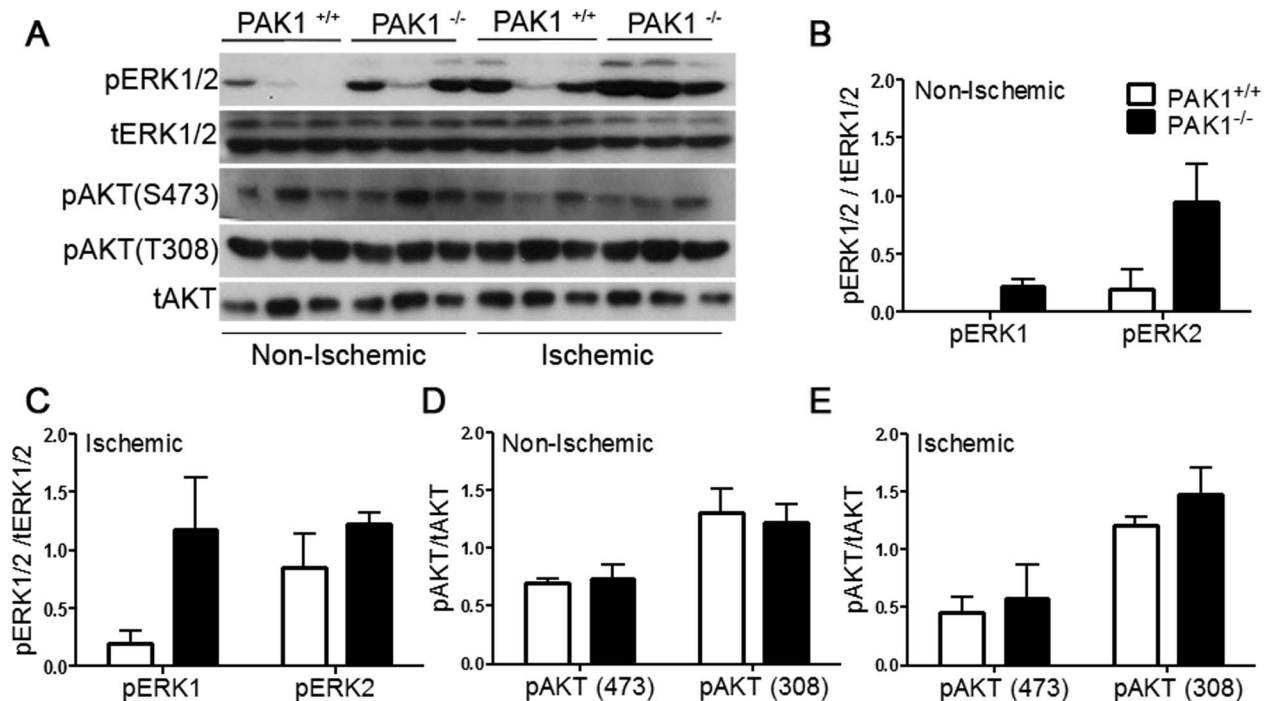 A
PAK1 +/+ PAK1 -/- PAK1 +/+ PAK1 -/-
pERK1/2
tERK1/2
pAKT(S473)
pAKT(T308)
tAKT
Non-Ischemic Ischemic
B
pERK1/2 / tERK1/2
2.0
1.5
1.0
0.5
0.0
Non-Ischemic
PAK1+/+
PAK1-/-
pERK1 pERK2
C
pERK1/2 /tERK1/2
2.0
1.5
1.0
0.5
0.0
Ischemic
pERK1 pERK2
D
pAKT/tAKT
2.0
1.5
1.0
0.5
0.0
Non-Ischemic
pAKT (473) pAKT (308)
E
pAKT/tAKT
2.0
1.5
1.0
0.5
0.0
Ischemic
pAKT (473) pAKT (308)